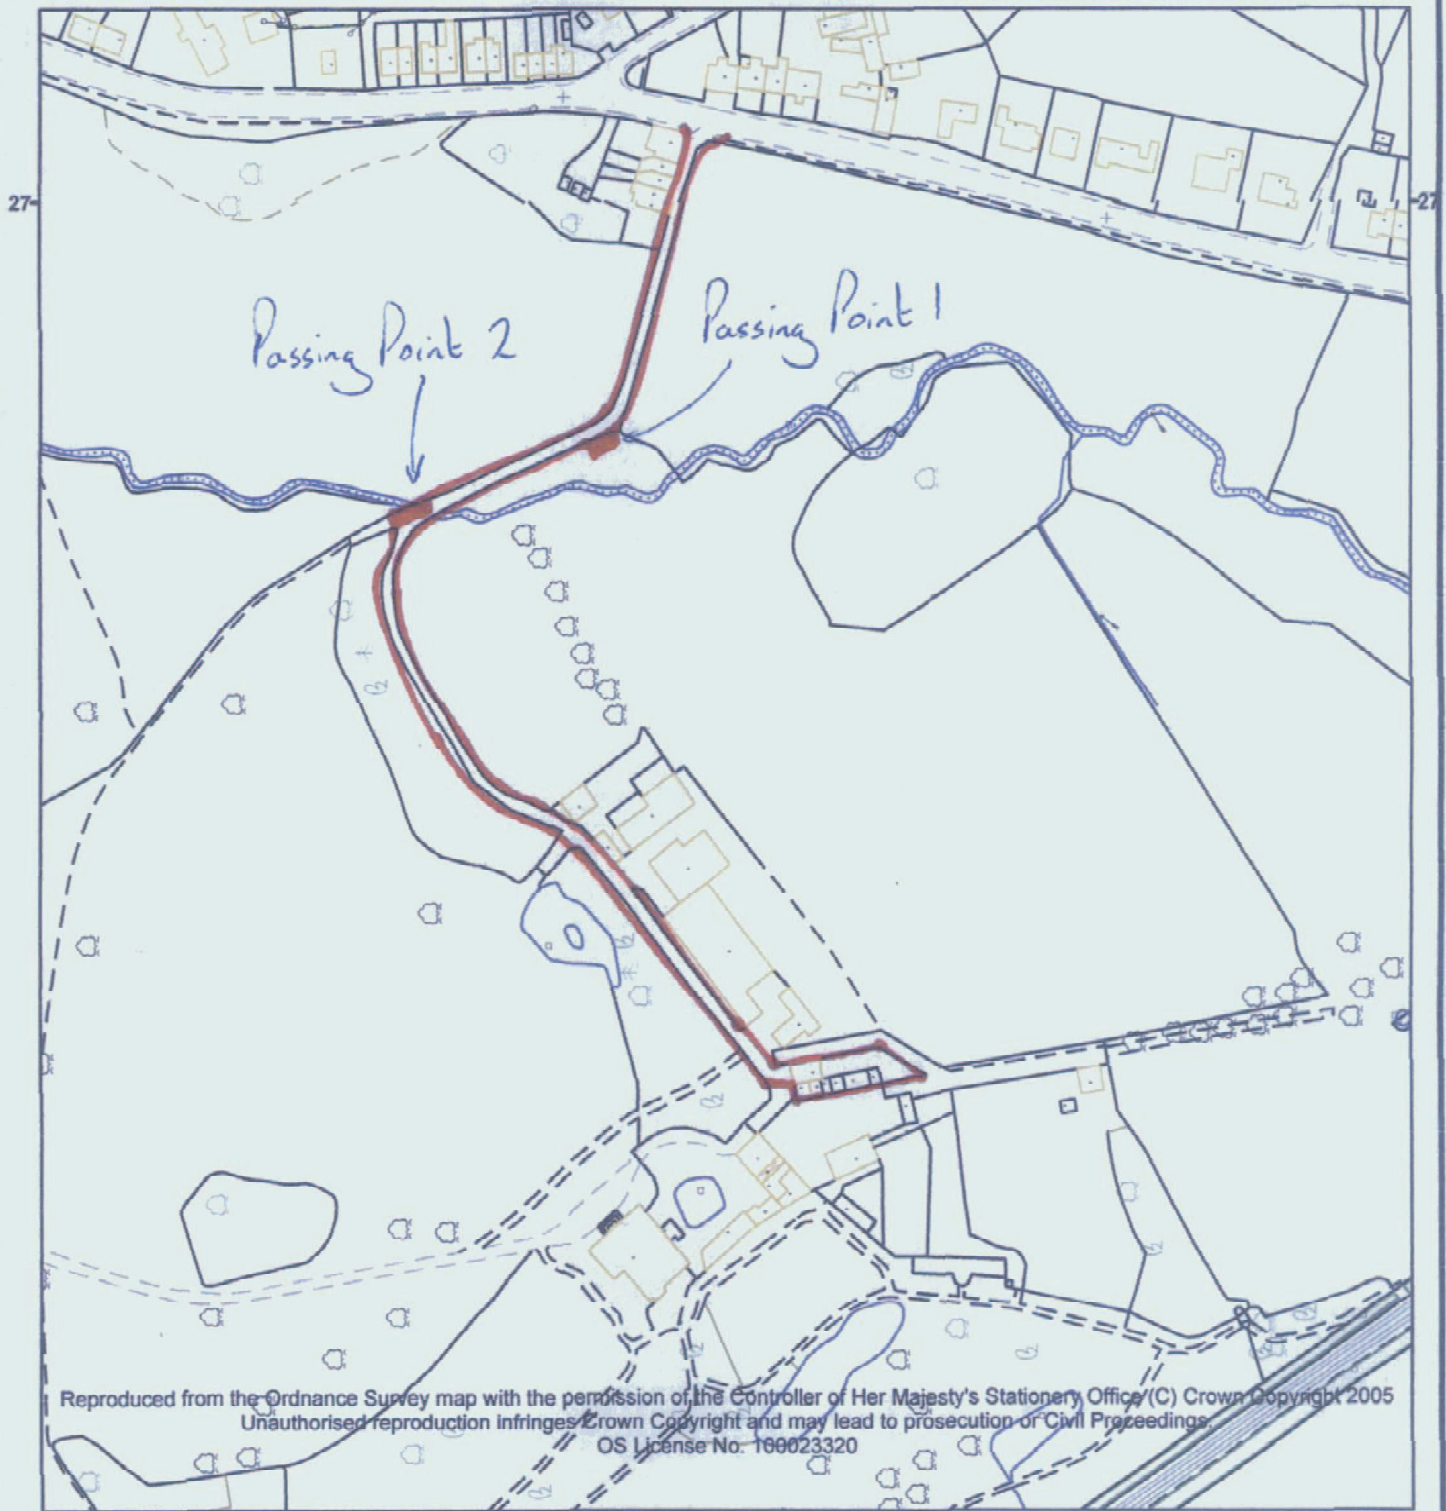 27
27
Passing Point 2
Passing Point 1
Reproduced from the Ordnance Survey map with the permission of the Controller of Her Majesty's Stationery Office (C) Crown Copyright 2005
Unauthorised reproduction infringes Crown Copyright and may lead to prosecution or Civil Proceedings.
OS License No. 100023320